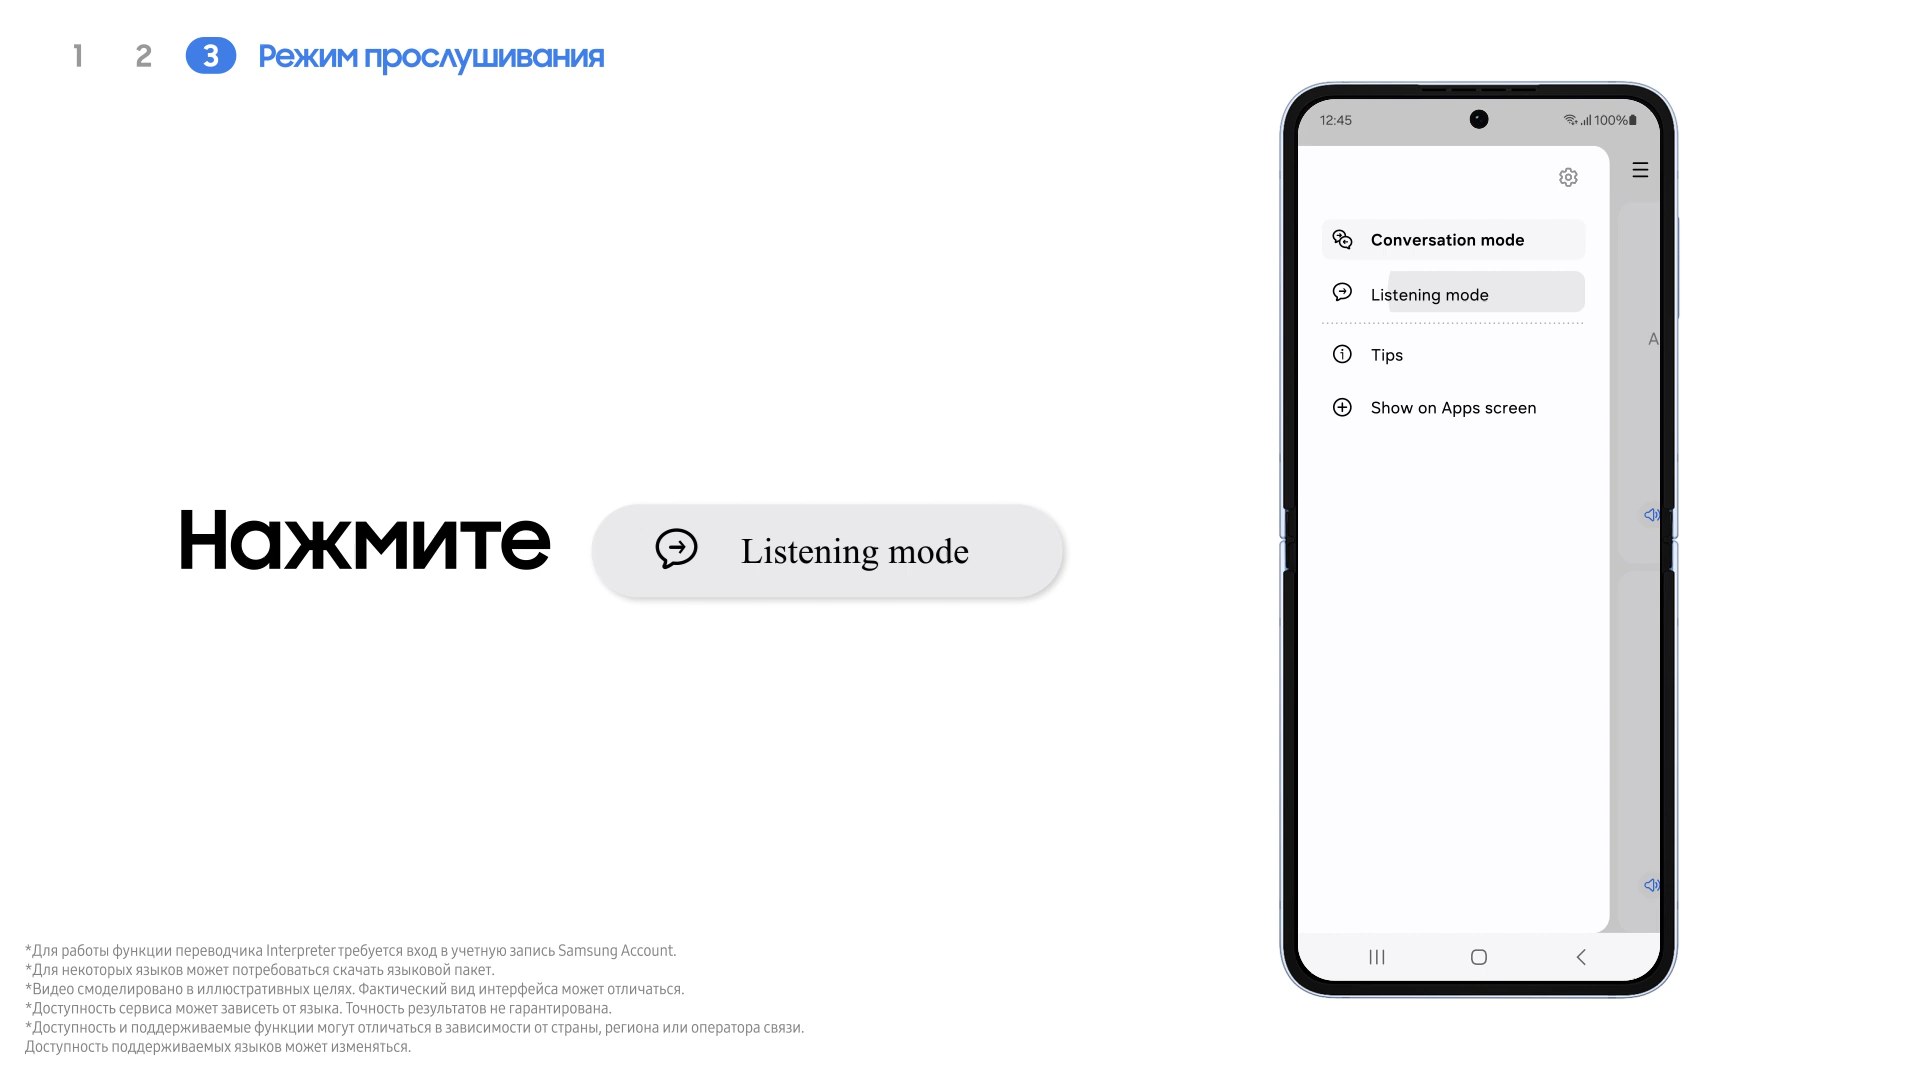 1 2 3 Режим прослушивания
12:45 100%
Conversation mode
Listening mode
Tips
Show on Apps screen
A
Нажмите Listening mode
*Для работы функции переводчика Interpreter требуется вход в учетную запись Samsung Account.
*Для некоторых языков может потребоваться скачать языковой пакет.
*Видео смоделировано в иллюстративных целях. Фактический вид интерфейса может отличаться.
*Доступность сервиса может зависеть от языка. Точность результатов не гарантирована.
*Доступность и поддерживаемые функции могут отличаться в зависимости от страны, региона или оператора связи.
Доступность поддерживаемых языков может изменяться.